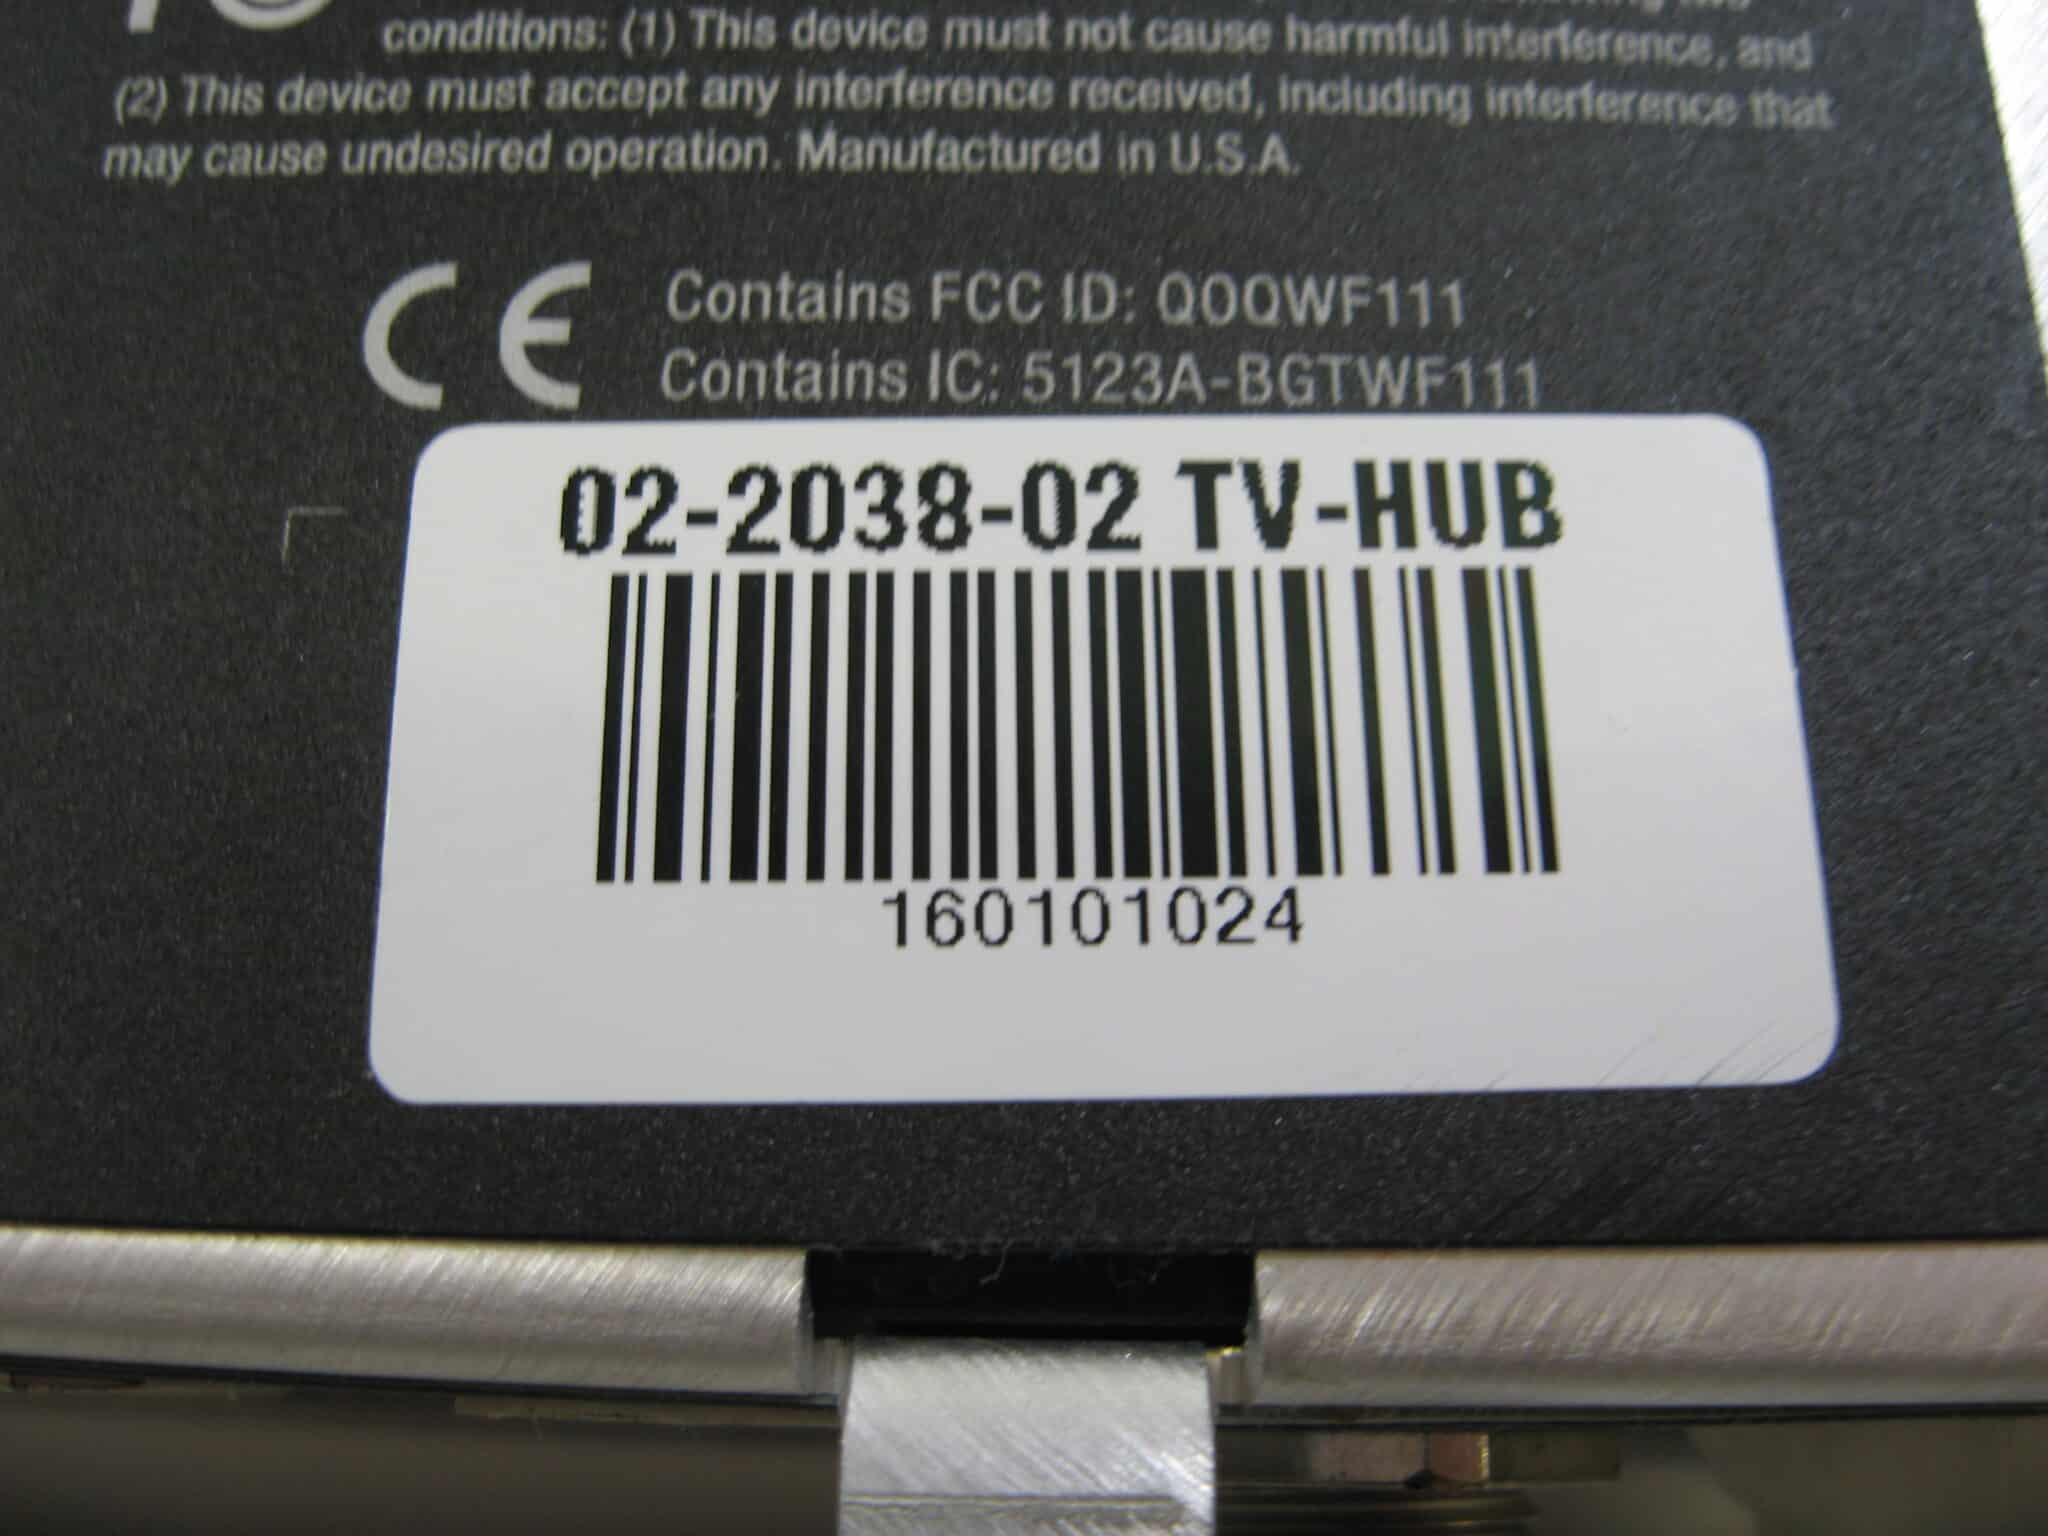 conditions: (1) This device must not cause harmful interference, and
(2) This device must accept any interference received, including interference that
may cause undesired operation. Manufactured in U.S.A.
CE Contains FCC ID: QOQWF111
Contains IC: 5123A-BGTWF111
02-2038-02 TV-HUB
160101024